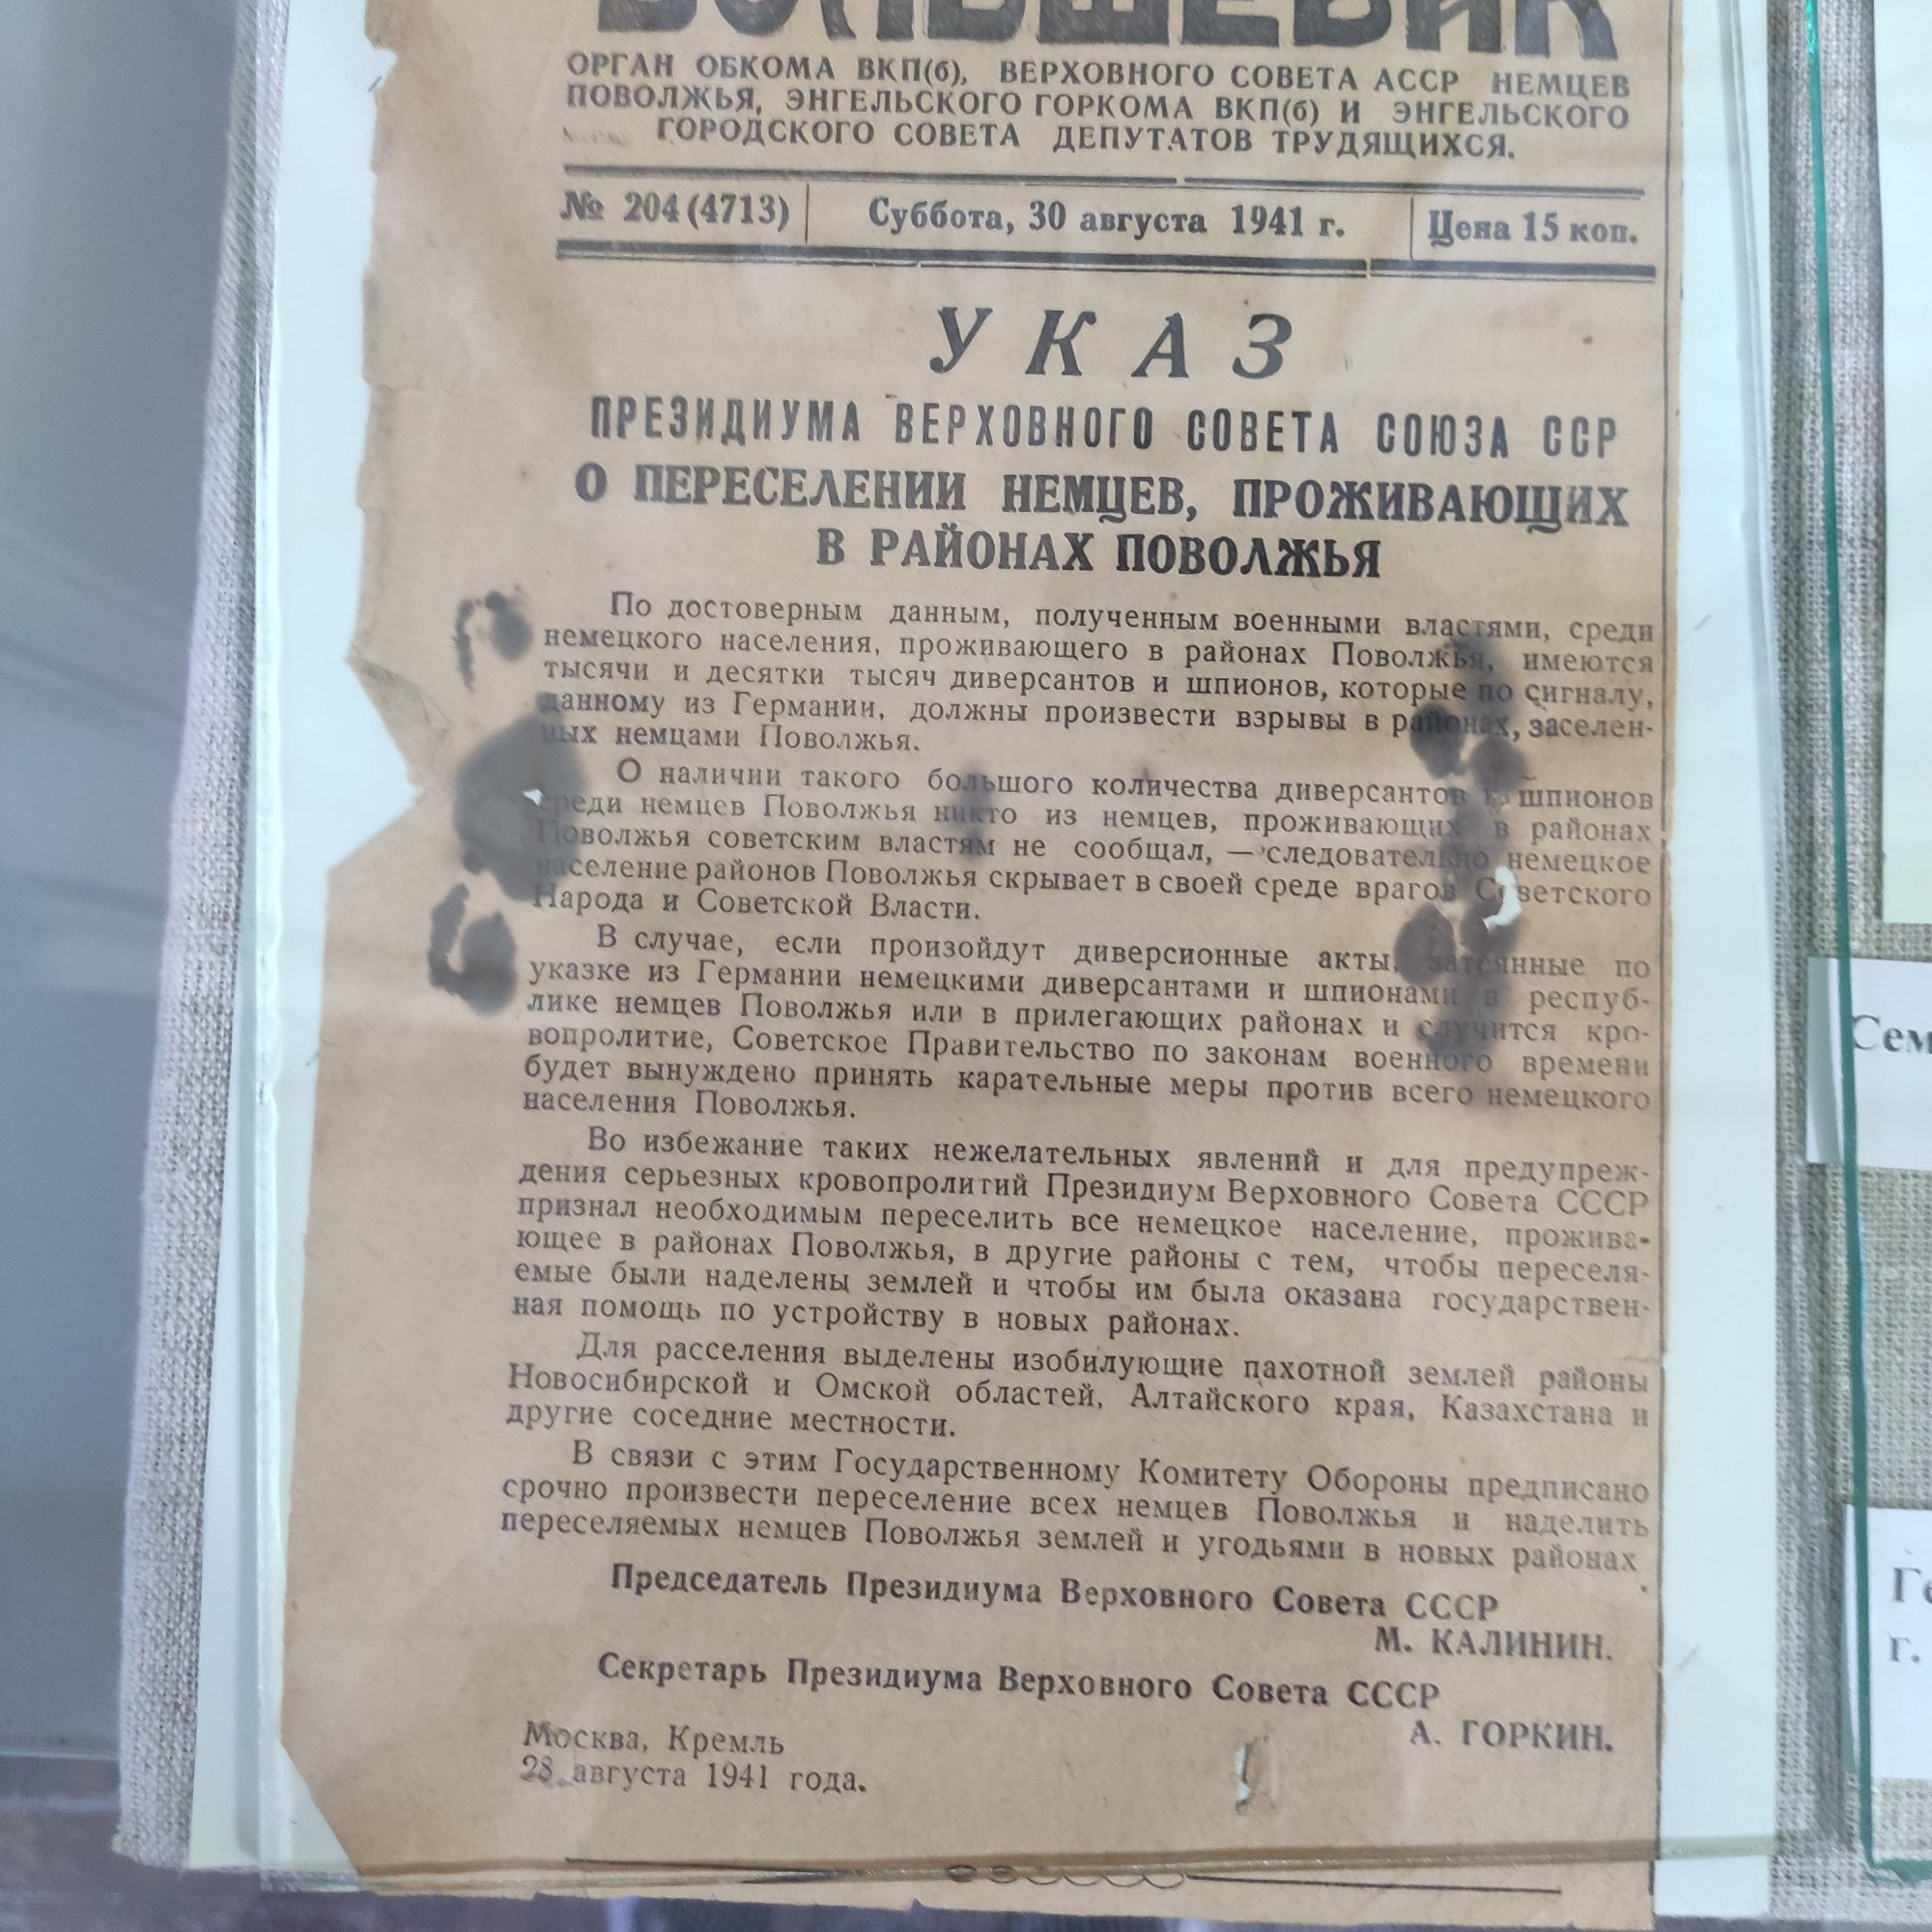 БОЛЬШЕВИК
ОРГАН ОБКОМА ВКП(б), ВЕРХОВНОГО СОВЕТА АССР НЕМЦЕВ
ПОВОЛЖЬЯ, ЭНГЕЛЬСКОГО ГОРКОМА ВКП(б) И ЭНГЕЛЬСКОГО
ГОРОДСКОГО СОВЕТА ДЕПУТАТОВ ТРУДЯЩИХСЯ.
№ 204 (4713) Суббота, 30 августа 1941 г. Цена 15 коп.
УКАЗ
ПРЕЗИДИУМА ВЕРХОВНОГО СОВЕТА СОЮЗА ССР
О ПЕРЕСЕЛЕНИИ НЕМЦЕВ, ПРОЖИВАЮЩИХ
В РАЙОНАХ ПОВОЛЖЬЯ
По достоверным данным, полученным военными властями, среди
немецкого населения, проживающего в районах Поволжья, имеются
тысячи и десятки тысяч диверсантов и шпионов, которые по сигналу,
данному из Германии, должны произвести взрывы в районах, заселен-
ных немцами Поволжья.
О наличии такого большого количества диверсантов и шпионов
среди немцев Поволжья никто из немцев, проживающих в районах
Поволжья советским властям не сообщал, — следовательно немецкое
население районов Поволжья скрывает в своей среде врагов Советского
Народа и Советской Власти.
В случае, если произойдут диверсионные акты, затеянные по
указке из Германии немецкими диверсантами и шпионами в респуб-
лике немцев Поволжья или в прилегающих районах и случится кро-
вопролитие, Советское Правительство по законам военного времени
будет вынуждено принять карательные меры против всего немецкого
населения Поволжья.
Во избежание таких нежелательных явлений и для предупреж-
дения серьезных кровопролитий Президиум Верховного Совета СССР
признал необходимым переселить все немецкое население, прожива-
ющее в районах Поволжья, в другие районы с тем, чтобы переселя-
емые были наделены землей и чтобы им была оказана государствен-
ная помощь по устройству в новых районах.
Для расселения выделены изобилующие пахотной землей районы
Новосибирской и Омской областей, Алтайского края, Казахстана и
другие соседние местности.
В связи с этим Государственному Комитету Обороны предписано
срочно произвести переселение всех немцев Поволжья и наделить
переселяемых немцев Поволжья землей и угодьями в новых районах.
Председатель Президиума Верховного Совета СССР
М. КАЛИНИН.
Секретарь Президиума Верховного Совета СССР
А. ГОРКИН.
Москва, Кремль
28 августа 1941 года.
Сем
Ге
г.